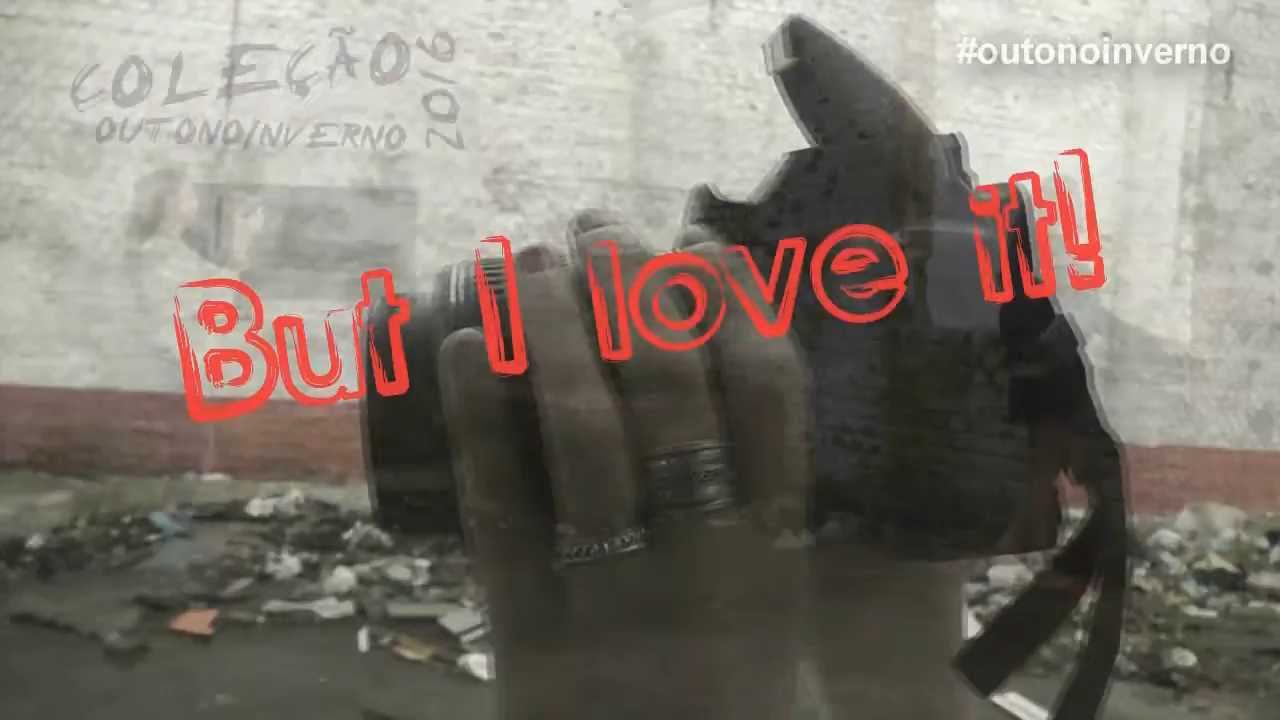 COLEÇÃO
OUTONO/INVERNO
2016
#outonoinverno
But I love it!